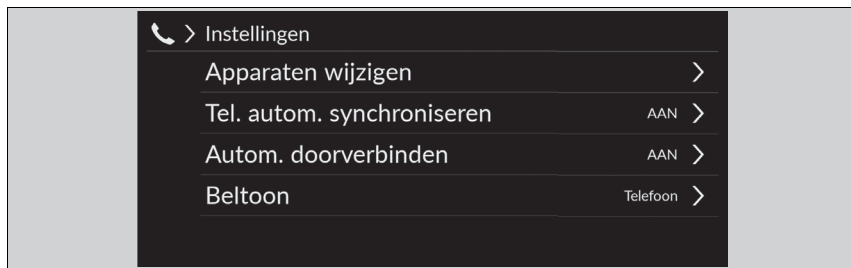 Instellingen
Apparaten wijzigen
Tel. autom. synchroniseren AAN
Autom. doorverbinden AAN
Beltoon Telefoon